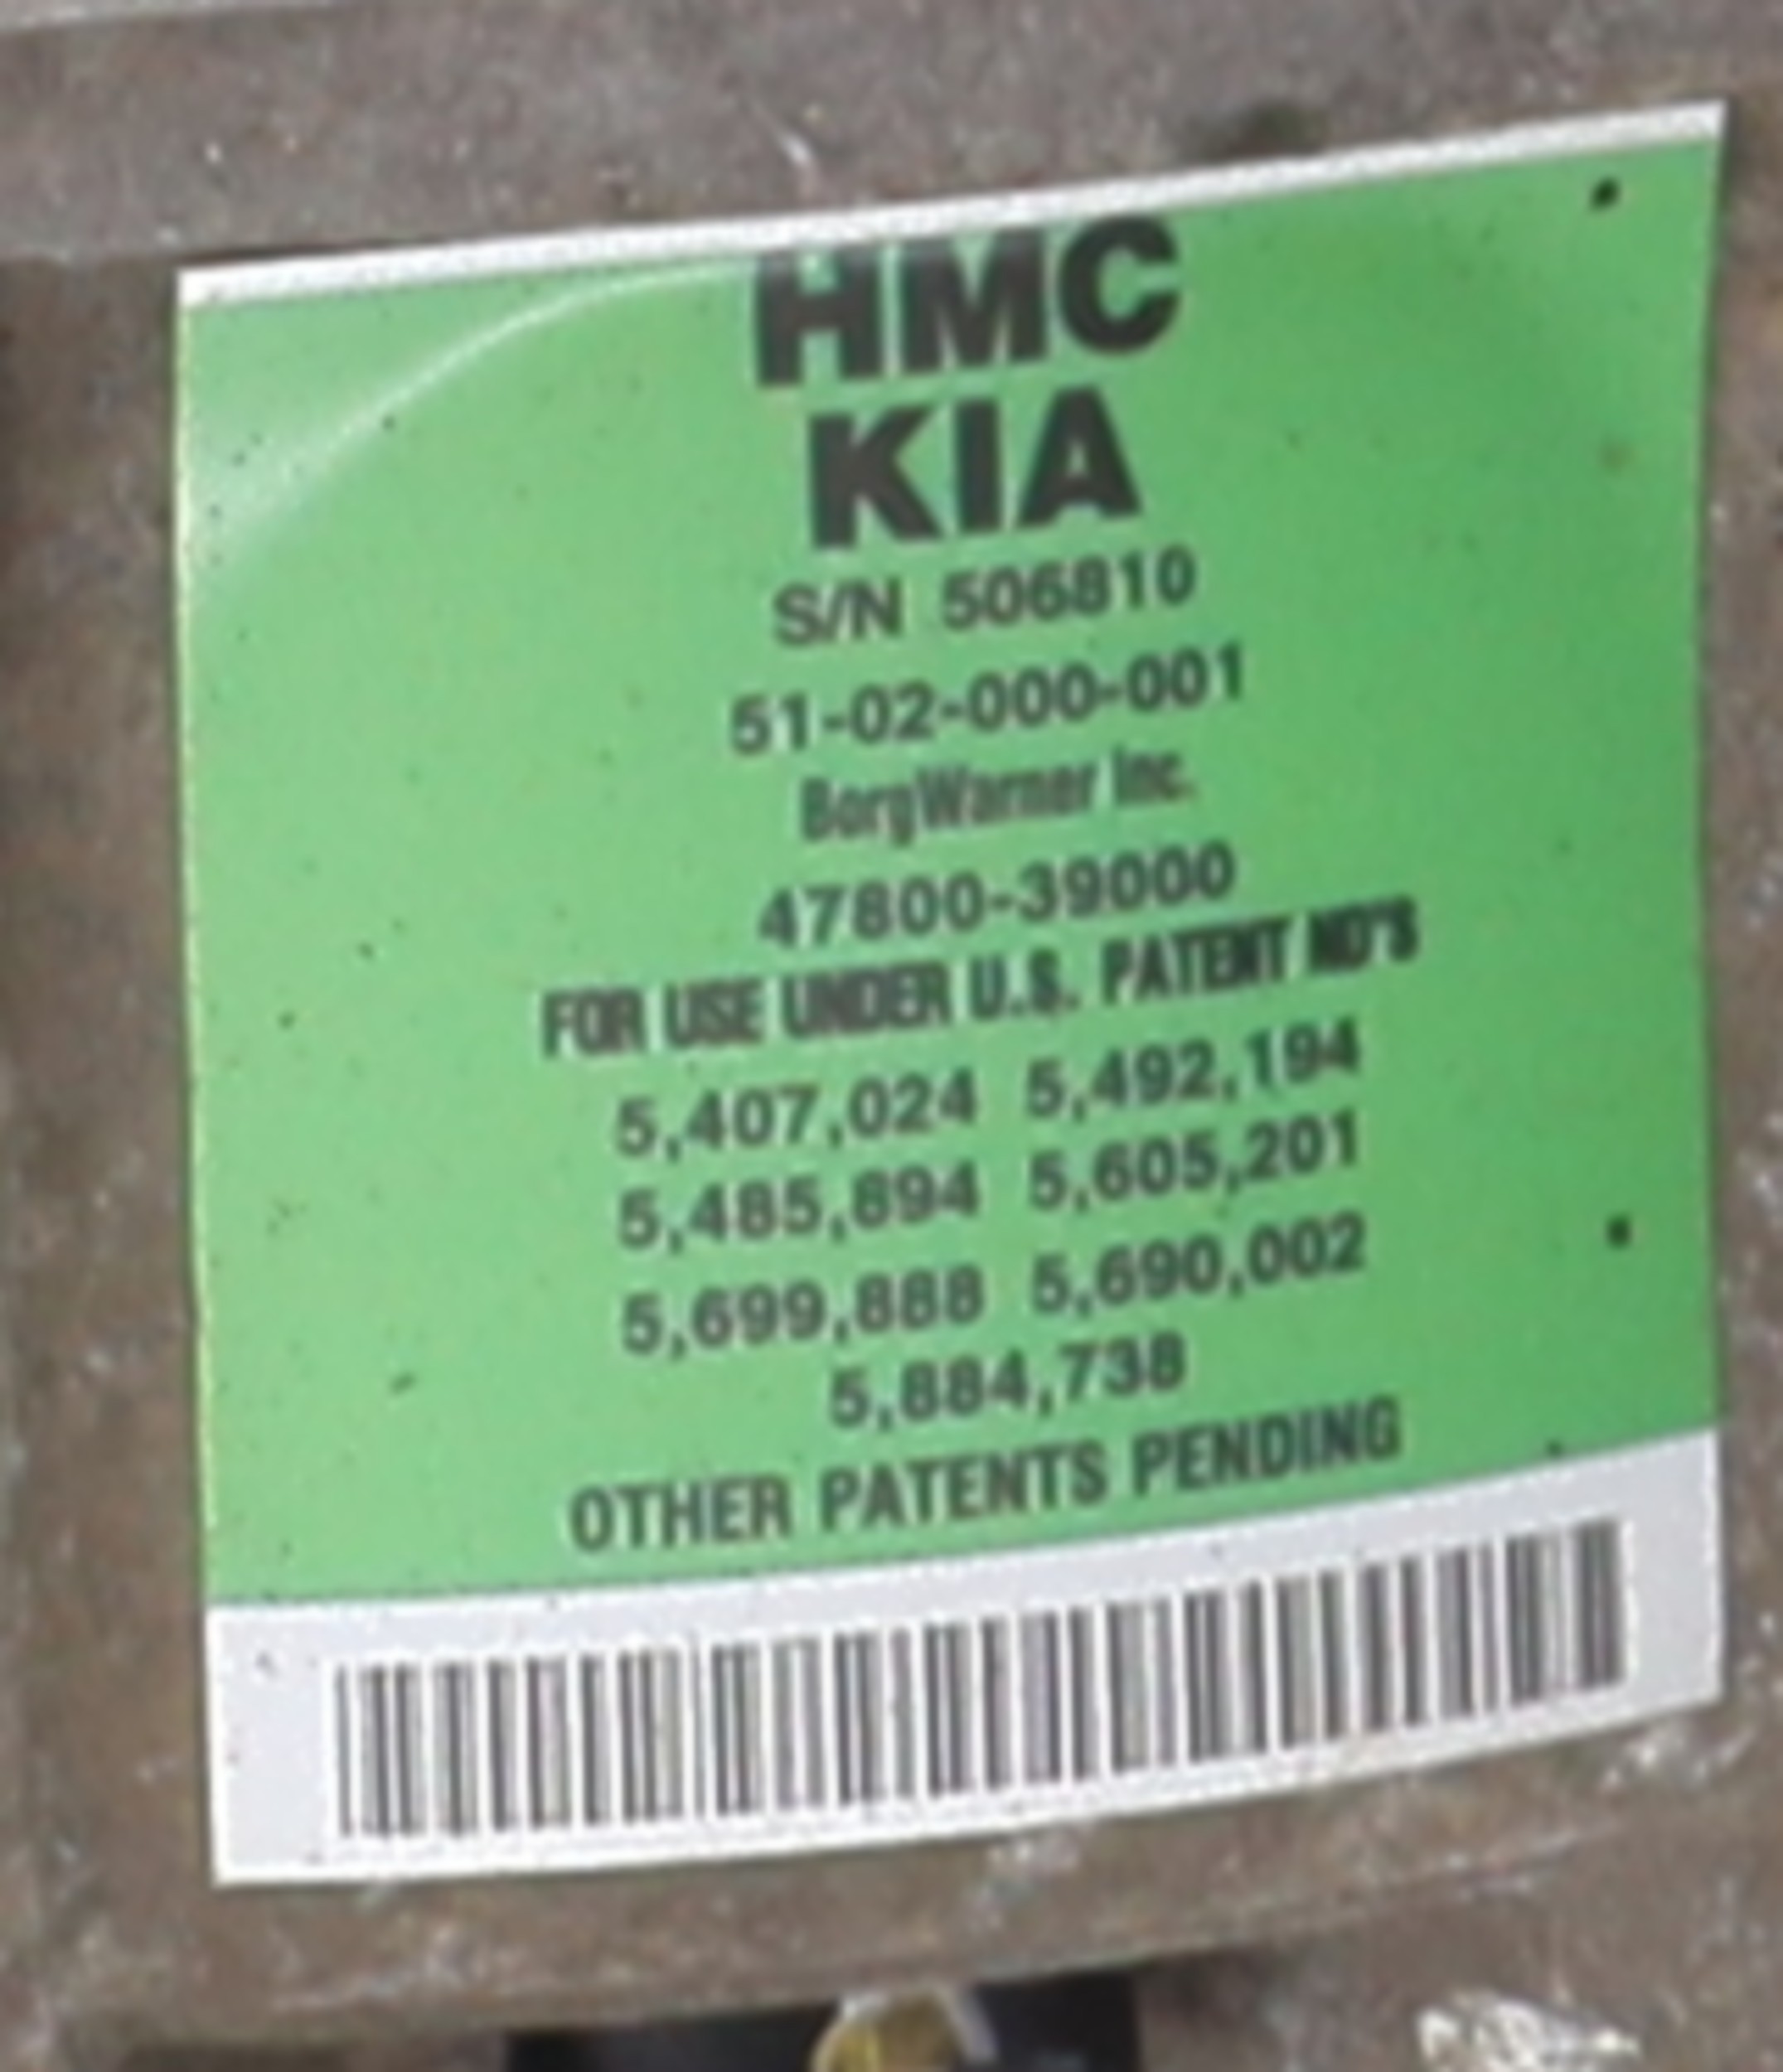 HMC
KIA
S/N 506810
51-02-000-001
BorgWarner Inc.
47800-39000
FOR USE UNDER U.S. PATENT NO'S
5,407,024 5,492,194
5,485,894 5,605,201
5,699,888 5,690,002
5,884,738
OTHER PATENTS PENDING